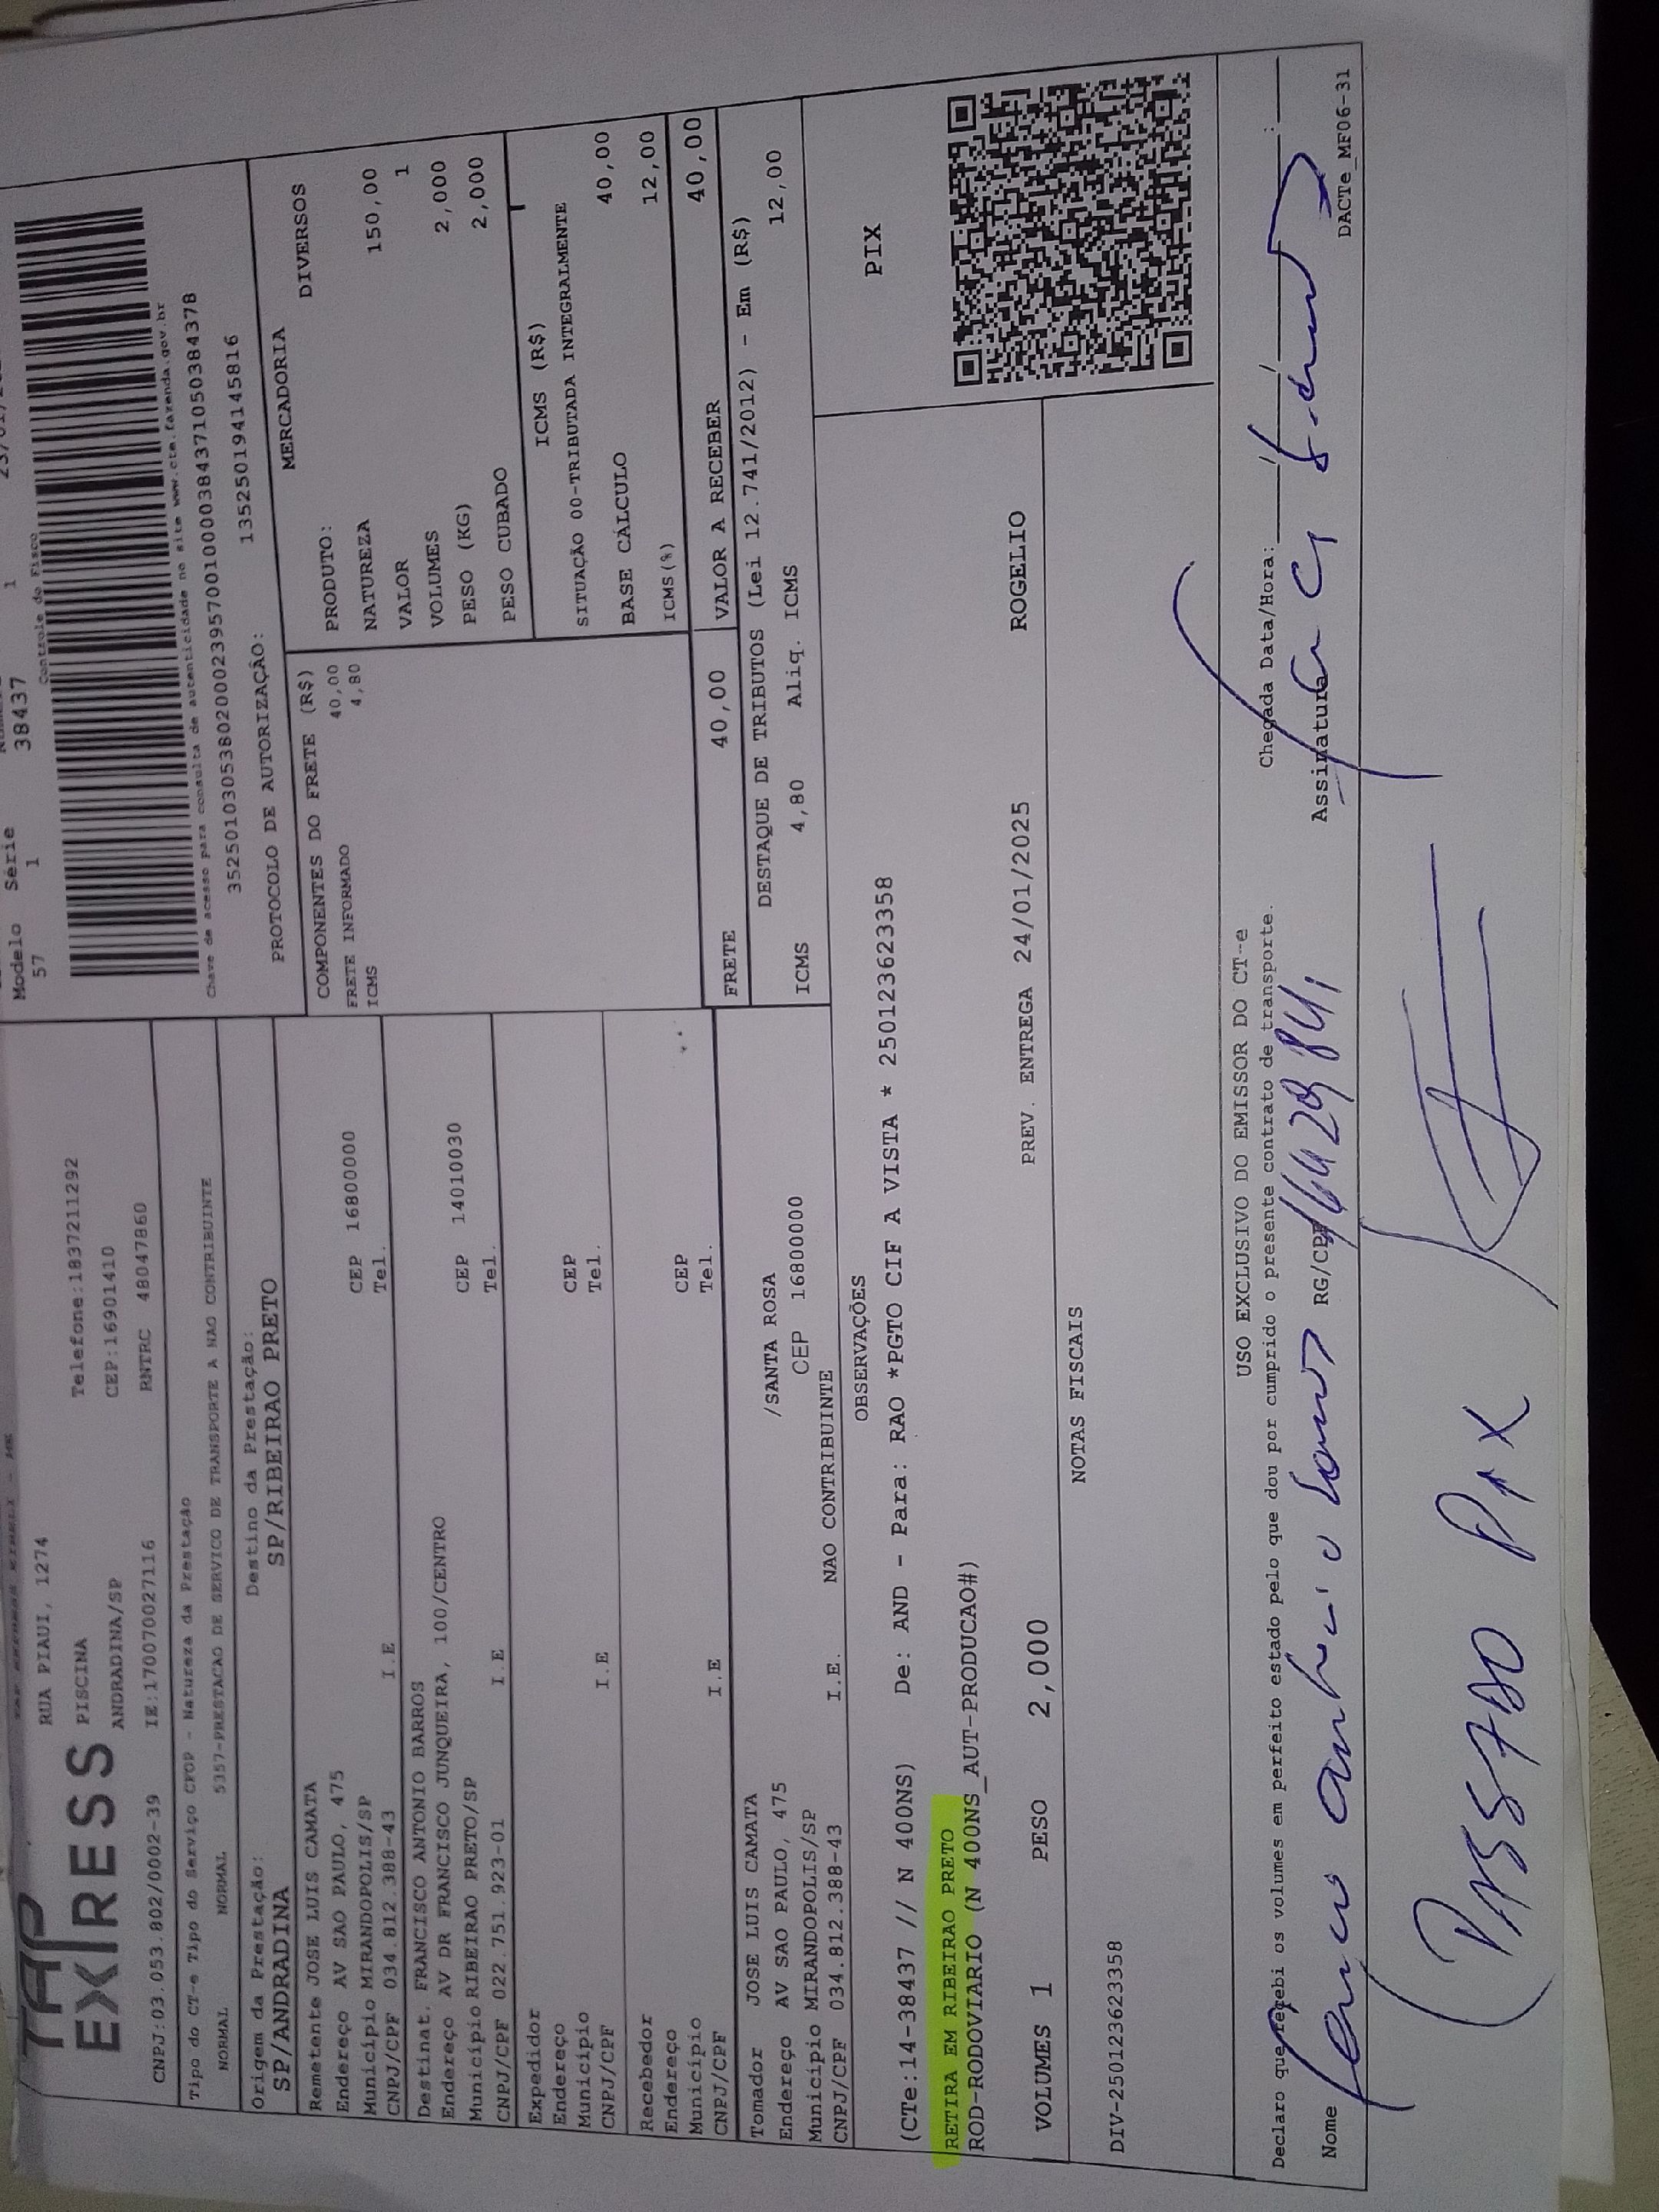 TAP
EXPRESS
RUA PIAUI, 1274
PISCINA
ANDRADINA/SP
Telefone:1837211292
CEP:16901410
CNPJ:03.053.802/0002-39 IE:170070027116 RNTRC 48047860
Modelo Série
57 1 38437 1
Controle do Fisco
Chave de acesso para consulta de autenticidade no site www.cte.fazenda.gov.br
35250103053802000239570010000384371050384378
PROTOCOLO DE AUTORIZAÇÃO: 135250194145816
Tipo do CT-e Tipo do Serviço CFOP - Natureza da Prestação
NORMAL NORMAL 5357-PRESTACAO DE SERVICO DE TRANSPORTE A NAO CONTRIBUINTE
Origem da Prestação: Destino da Prestação:
SP/ANDRADINA SP/RIBEIRAO PRETO
Remetente JOSE LUIS CAMATA
Endereço AV SAO PAULO, 475
Município MIRANDOPOLIS/SP CEP 16800000
CNPJ/CPF 034.812.388-43 I.E Tel.
Destinat. FRANCISCO ANTONIO BARROS
Endereço AV DR FRANCISCO JUNQUEIRA, 100/CENTRO
Município RIBEIRAO PRETO/SP CEP 14010030
CNPJ/CPF 022.751.923-01 I.E Tel.
Expedidor
Endereço
Município CEP
CNPJ/CPF I.E Tel.
Recebedor
Endereço
Município CEP
CNPJ/CPF I.E Tel.
Tomador JOSE LUIS CAMATA
Endereço AV SAO PAULO, 475 /SANTA ROSA
Município MIRANDOPOLIS/SP CEP 16800000
CNPJ/CPF 034.812.388-43 I.E. NAO CONTRIBUINTE
COMPONENTES DO FRETE (R$)
FRETE INFORMADO 40,00
ICMS 4,80
MERCADORIA
PRODUTO: DIVERSOS
NATUREZA
VALOR 150,00
VOLUMES 1
PESO (KG) 2,000
PESO CUBADO 2,000
ICMS (R$)
SITUAÇÃO 00-TRIBUTADA INTEGRALMENTE
BASE CÁLCULO 40,00
ICMS(%) 12,00
FRETE 40,00 VALOR A RECEBER 40,00
DESTAQUE DE TRIBUTOS (Lei 12.741/2012) - Em (R$)
ICMS 4,80 Aliq. ICMS 12,00
OBSERVAÇÕES
(CTe:14-38437 // N 400NS) De: AND - Para: RAO *PGTO CIF A VISTA * 250123623358
RETIRA EM RIBEIRAO PRETO
ROD-RODOVIARIO (N 400NS_AUT-PRODUCAO#)
PIX
VOLUMES 1 PESO 2,000 PREV. ENTREGA 24/01/2025 ROGELIO
NOTAS FISCAIS
DIV-250123623358
USO EXCLUSIVO DO EMISSOR DO CT-e
Declaro que recebi os volumes em perfeito estado pelo que dou por cumprido o presente contrato de transporte.
Chegada Data/Hora: / / :
Nome RG/CPF Assinatura
DACTe_MF06-31
PASSADO PIX